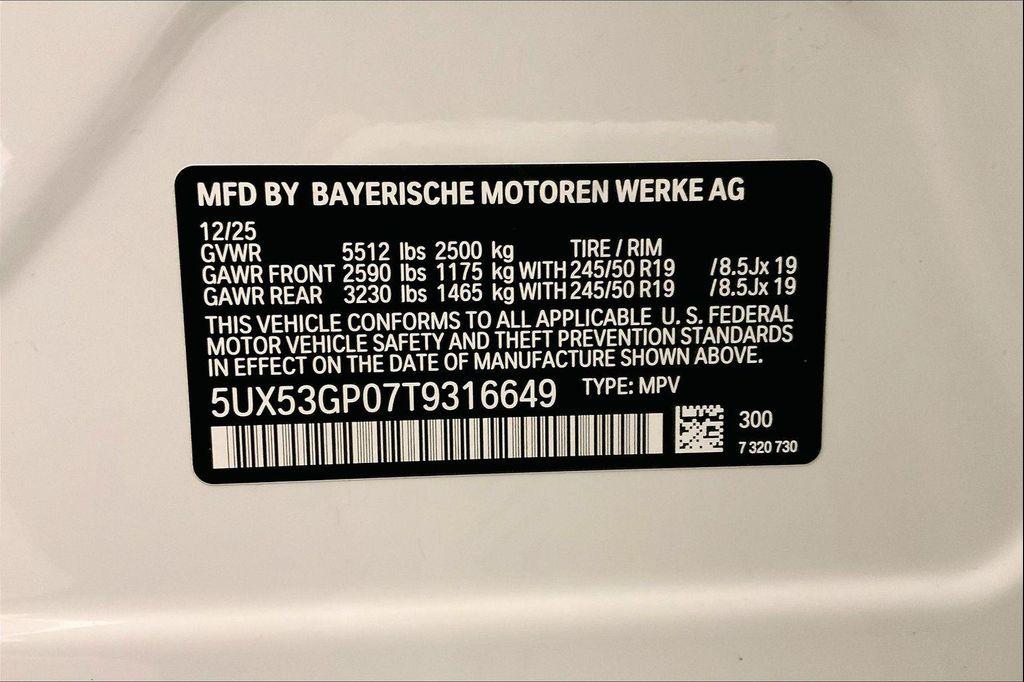 MFD BY BAYERISCHE MOTOREN WERKE AG
12/25
GVWR 5512 lbs 2500 kg TIRE / RIM
GAWR FRONT 2590 lbs 1175 kg WITH 245/50 R19 /8.5Jx 19
GAWR REAR 3230 lbs 1465 kg WITH 245/50 R19 /8.5Jx 19
THIS VEHICLE CONFORMS TO ALL APPLICABLE U. S. FEDERAL
MOTOR VEHICLE SAFETY AND THEFT PREVENTION STANDARDS
IN EFFECT ON THE DATE OF MANUFACTURE SHOWN ABOVE.
5UX53GP07T9316649 TYPE: MPV
300
7 320 730